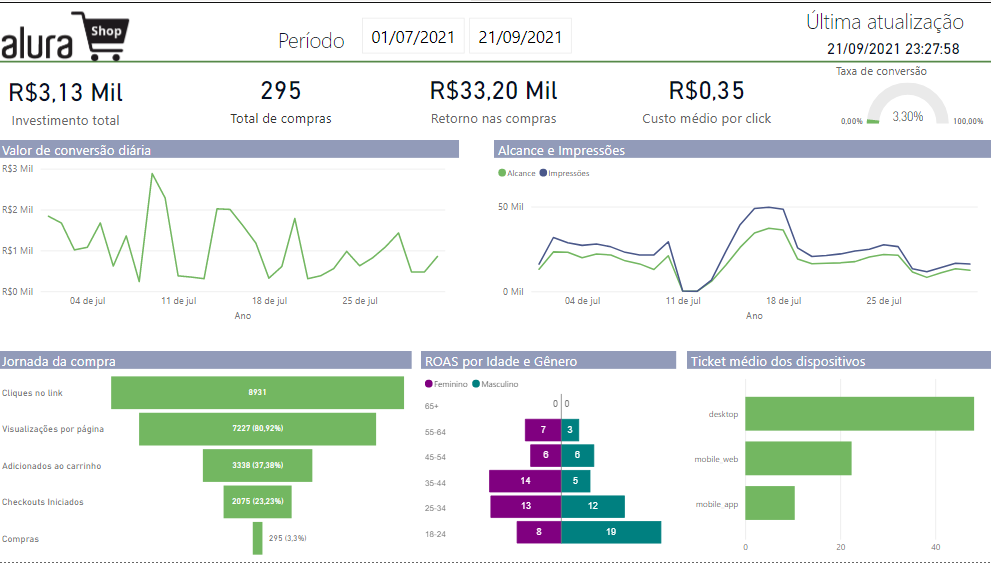 alura Shop
Período 01/07/2021 21/09/2021
Última atualização
21/09/2021 23:27:58
R$3,13 Mil
Investimento total
295
Total de compras
R$33,20 Mil
Retorno nas compras
R$0,35
Custo médio por click
Taxa de conversão
0,00% 3,30% 100,00%
Valor de conversão diária
R$3 Mil
R$2 Mil
R$1 Mil
R$0 Mil
04 de jul 11 de jul 18 de jul 25 de jul
Ano
Alcance e Impressões
Alcance Impressões
50 Mil
0 Mil
04 de jul 11 de jul 18 de jul 25 de jul
Ano
Jornada da compra
Cliques no link 8931
Visualizações por página 7227 (80,92%)
Adicionados ao carrinho 3338 (37,38%)
Checkouts Iniciados 2075 (23,23%)
Compras 295 (3,3%)
ROAS por Idade e Gênero
Feminino Masculino
65+ 0 0
55-64 7 3
45-54 6 6
35-44 14 5
25-34 13 12
18-24 8 19
Ticket médio dos dispositivos
desktop
mobile_web
mobile_app
0 20 40